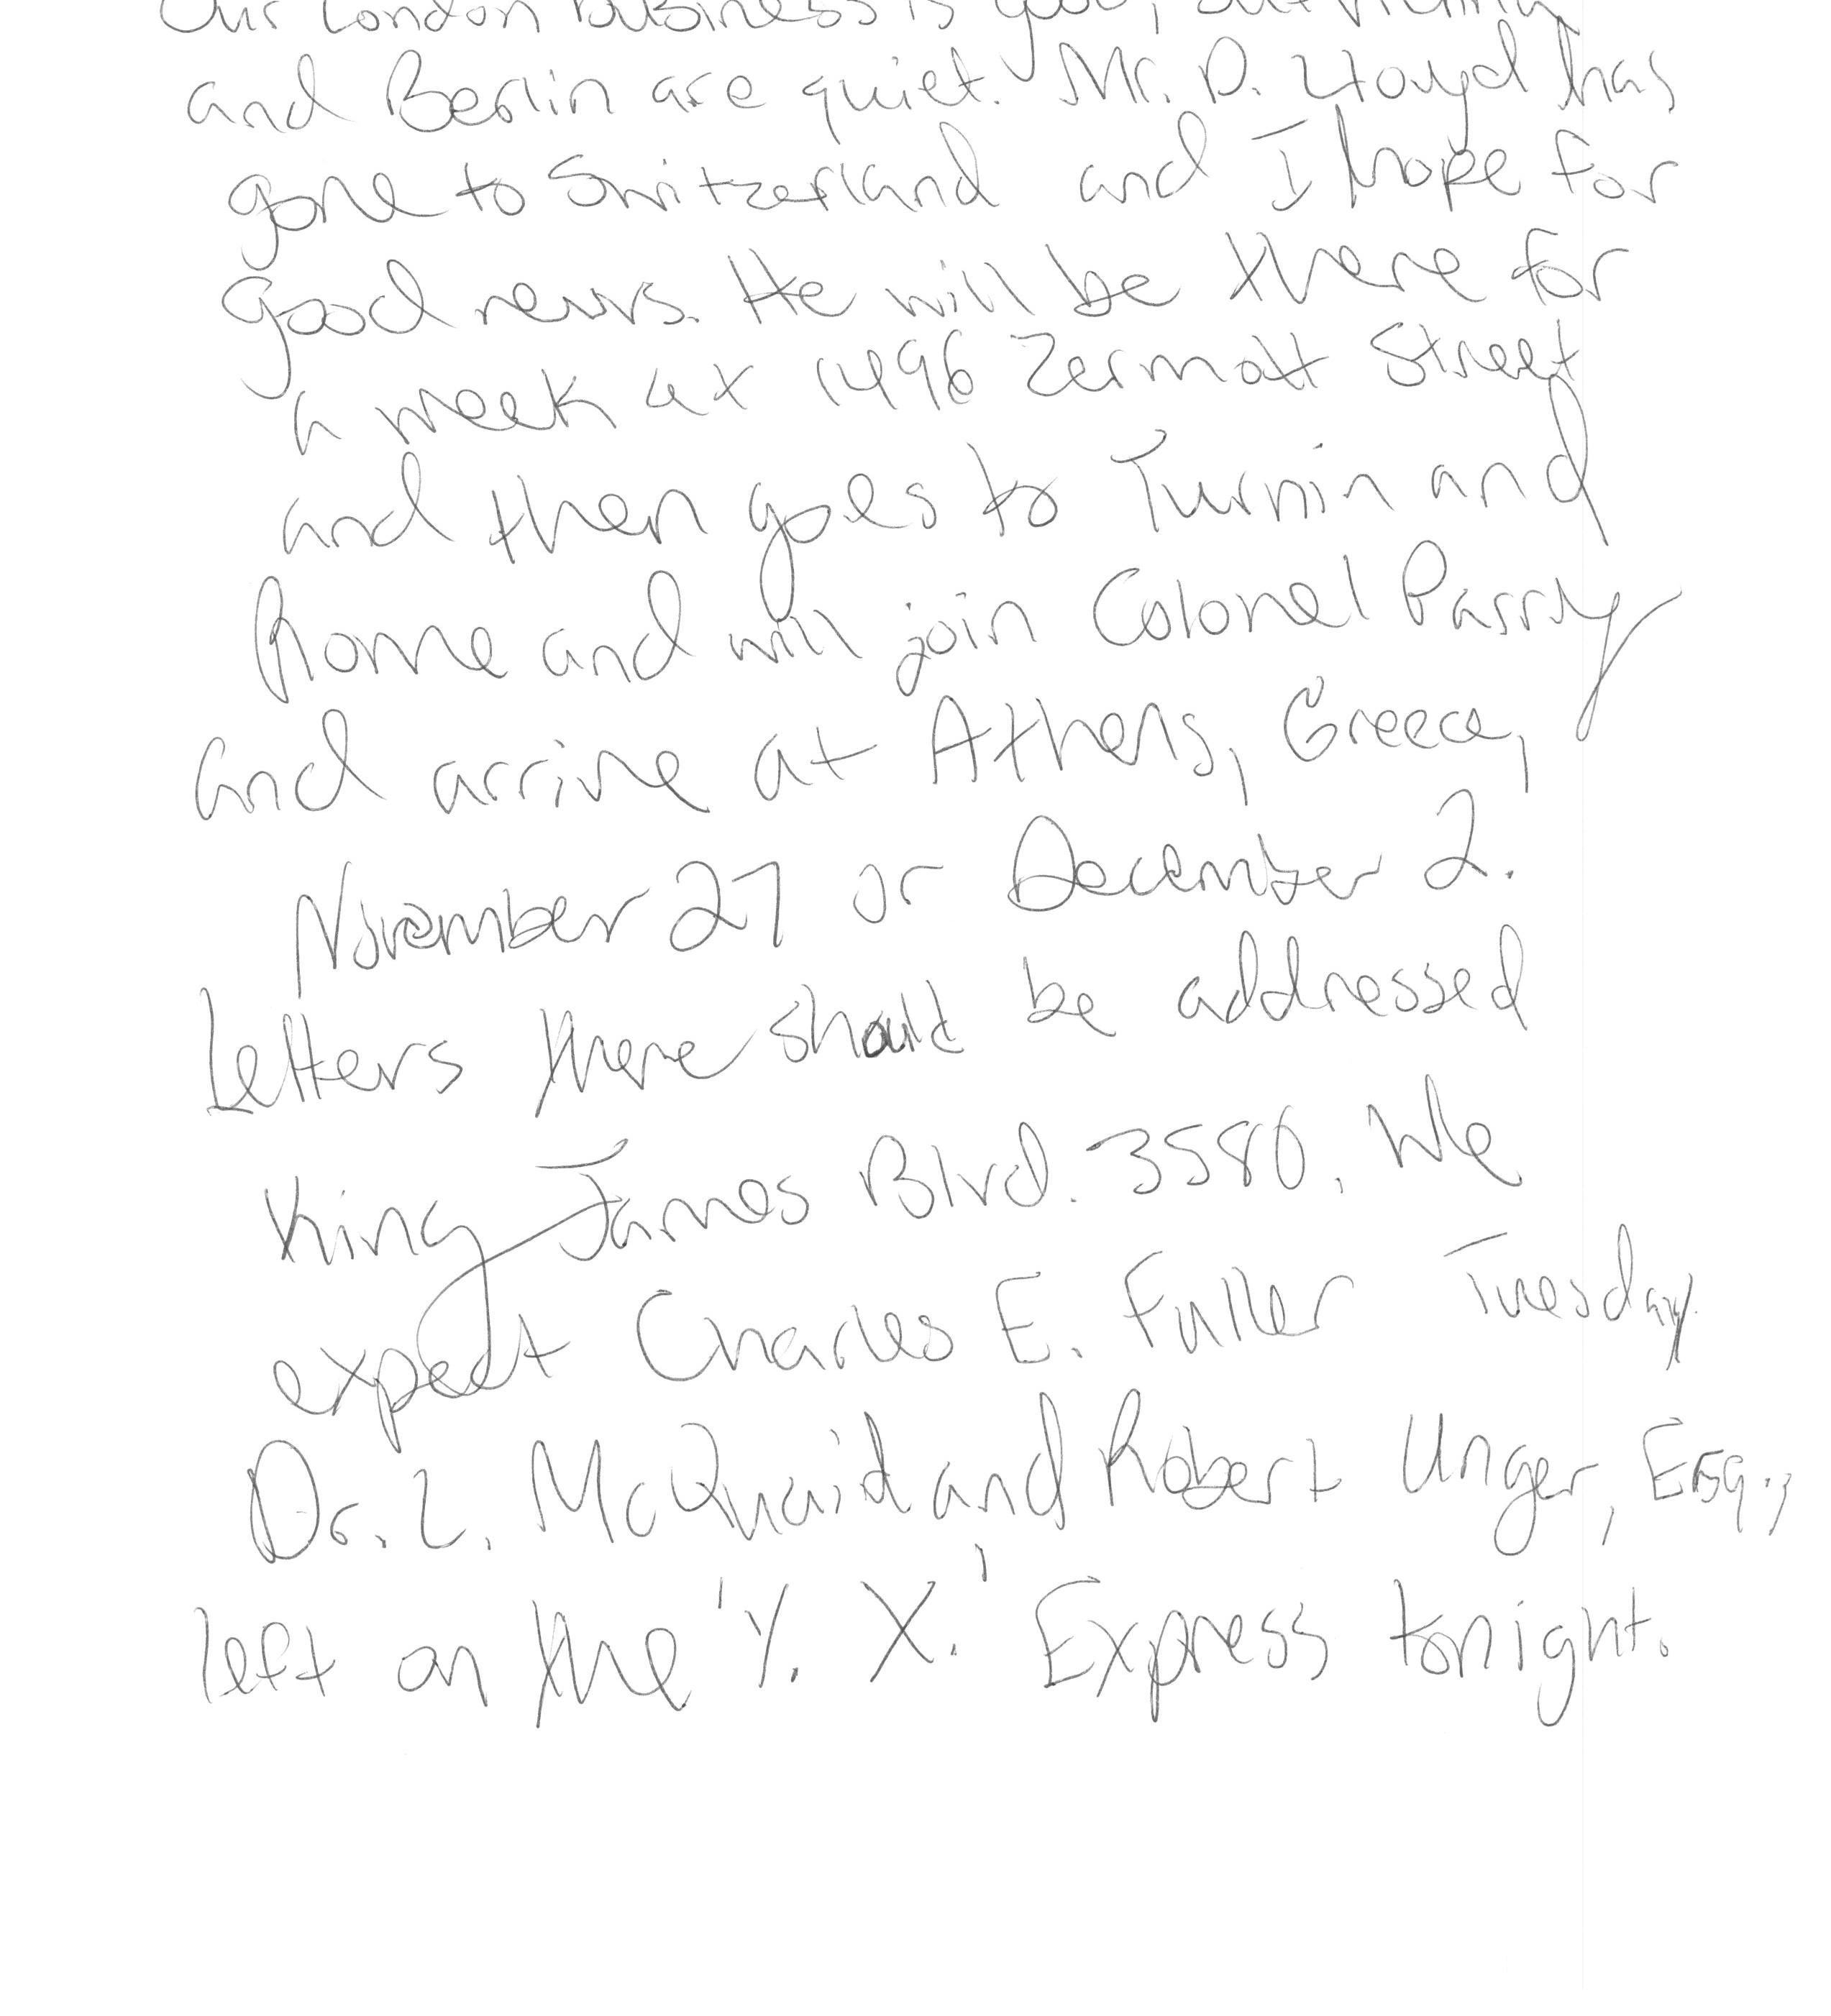 Our London business is good, but Vienna
and Berlin are quiet. Mr. D. Lloyd has
gone to Switzerland and I hope for
good news. He will be there for
a week at 1496 Zermott Street
and then goes to Turin and
Rome and will join Colonel Parry
and arrive at Athens, Greece,
November 27 or December 2.
Letters there should be addressed
King James Blvd. 3580. We
expect Charles E. Fuller Tuesday.
Dr. L. McQuaid and Robert Unger, Esq.,
left on the 'Y. X.' Express tonight.